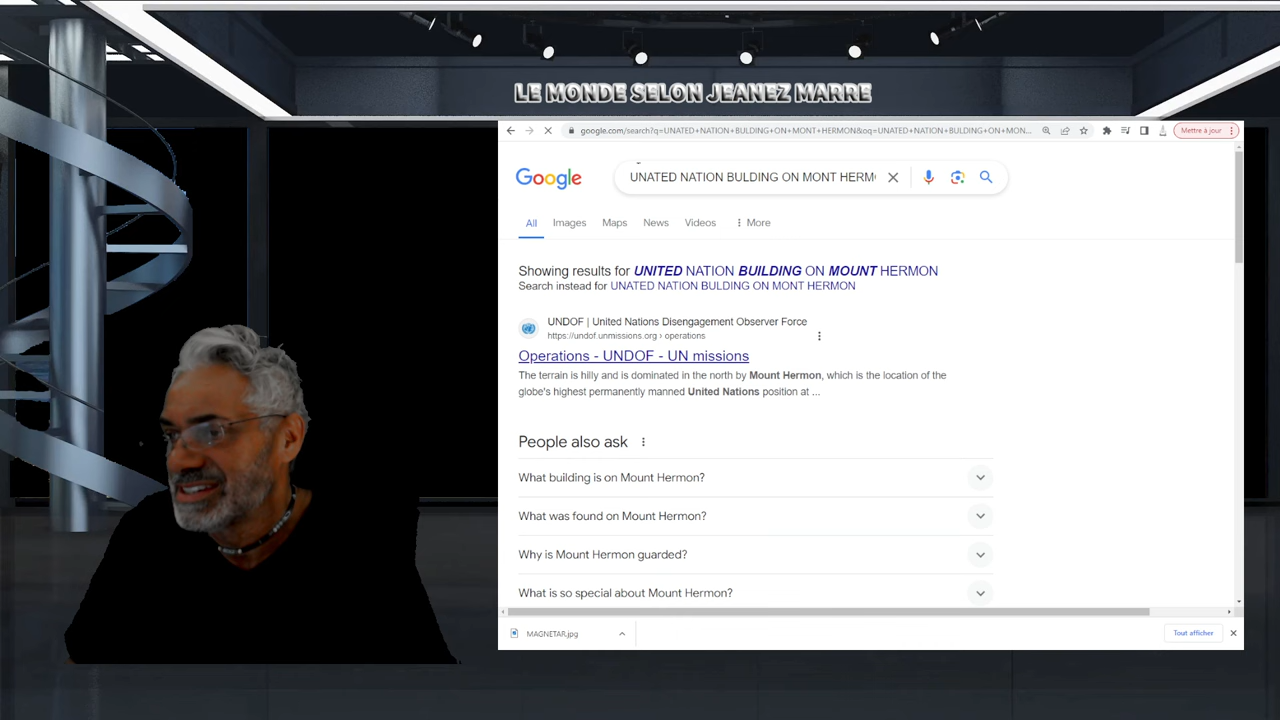 LE MONDE SELON JEANEZ MARRE
google.com/search?q=UNATED+NATION+BULDING+ON+MONT+HERMON&oq=UNATED+NATION+BULDING+ON+MON...
Mettre à jour
Google
UNATED NATION BULDING ON MONT HERM
All Images Maps News Videos More
Showing results for UNITED NATION BUILDING ON MOUNT HERMON
Search instead for UNATED NATION BULDING ON MONT HERMON
UNDOF | United Nations Disengagement Observer Force
https://undof.unmissions.org › operations
Operations - UNDOF - UN missions
The terrain is hilly and is dominated in the north by Mount Hermon, which is the location of the
globe's highest permanently manned United Nations position at ...
People also ask
What building is on Mount Hermon?
What was found on Mount Hermon?
Why is Mount Hermon guarded?
What is so special about Mount Hermon?
MAGNETAR.jpg
Tout afficher